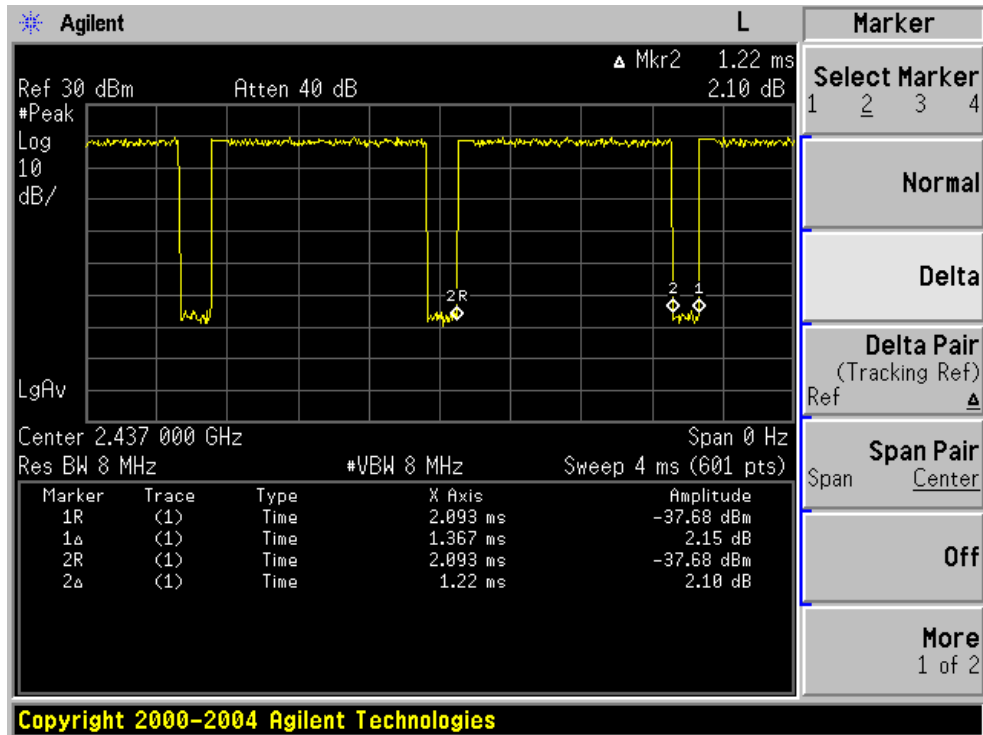 Agilent L Marker
Δ Mkr2 1.22 ms
Ref 30 dBm Atten 40 dB 2.10 dB
#Peak
Log
10
dB/
2R
2 1
LgAv
Center 2.437 000 GHz Span 0 Hz
Res BW 8 MHz #VBW 8 MHz Sweep 4 ms (601 pts)
Marker Trace Type X Axis Amplitude
1R (1) Time 2.093 ms -37.68 dBm
1Δ (1) Time 1.367 ms 2.15 dB
2R (1) Time 2.093 ms -37.68 dBm
2Δ (1) Time 1.22 ms 2.10 dB
Select Marker
1 2 3 4
Normal
Delta
Delta Pair
(Tracking Ref)
Ref Δ
Span Pair
Span Center
Off
More
1 of 2
Copyright 2000-2004 Agilent Technologies